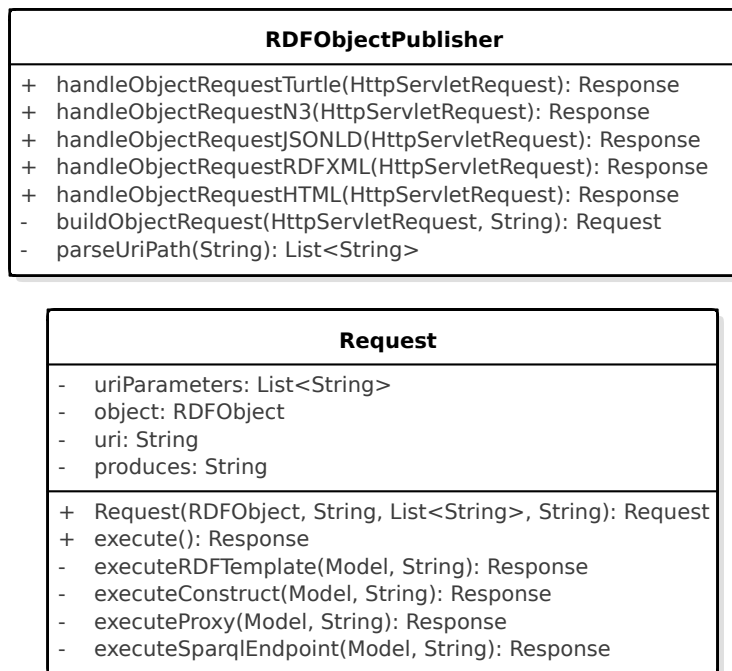 RDFObjectPublisher
+ handleObjectRequestTurtle(HttpServletRequest): Response
+ handleObjectRequestN3(HttpServletRequest): Response
+ handleObjectRequestJSONLD(HttpServletRequest): Response
+ handleObjectRequestRDFXML(HttpServletRequest): Response
+ handleObjectRequestHTML(HttpServletRequest): Response
- buildObjectRequest(HttpServletRequest, String): Request
- parseUriPath(String): List<String>
Request
- uriParameters: List<String>
- object: RDFObject
- uri: String
- produces: String
+ Request(RDFObject, String, List<String>, String): Request
+ execute(): Response
- executeRDFTemplate(Model, String): Response
- executeConstruct(Model, String): Response
- executeProxy(Model, String): Response
- executeSparqlEndpoint(Model, String): Response